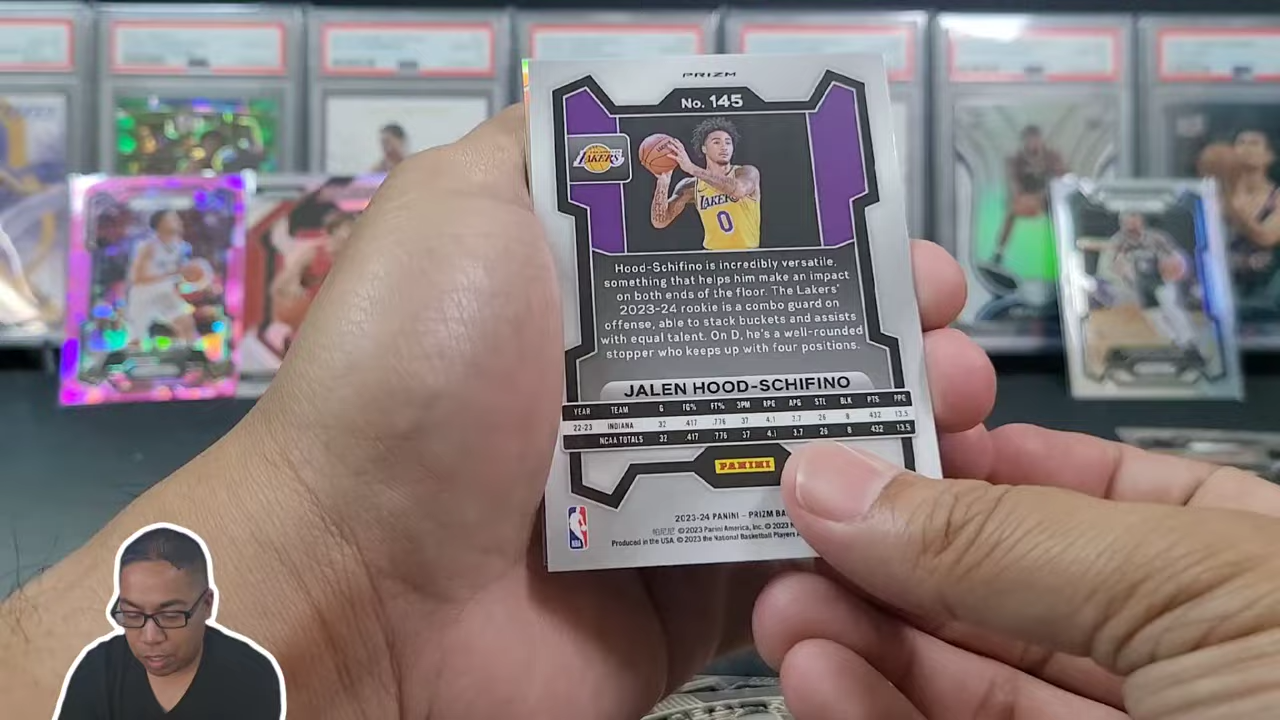 PRIZM
No. 145
LAKERS
LAKERS
0
Hood-Schifino is incredibly versatile,
something that helps him make an impact
on both ends of the floor. The Lakers'
2023-24 rookie is a combo guard on
offense, able to stack buckets and assists
with equal talent. On D, he's a well-rounded
stopper who keeps up with four positions.
JALEN HOOD-SCHIFINO
YEAR TEAM G FG% FT% 3PM RPG APG STL BLK PTS PPG
22-23 INDIANA 32 .417 .776 37 4.1 3.7 26 8 432 13.5
NCAA TOTALS 32 .417 .776 37 4.1 3.7 26 8 432 13.5
PANINI
2023-24 PANINI – PRIZM BA
© 2023 Panini America, Inc. © 2023 N
Produced in the USA. © 2023 the National Basketball Players
NBA